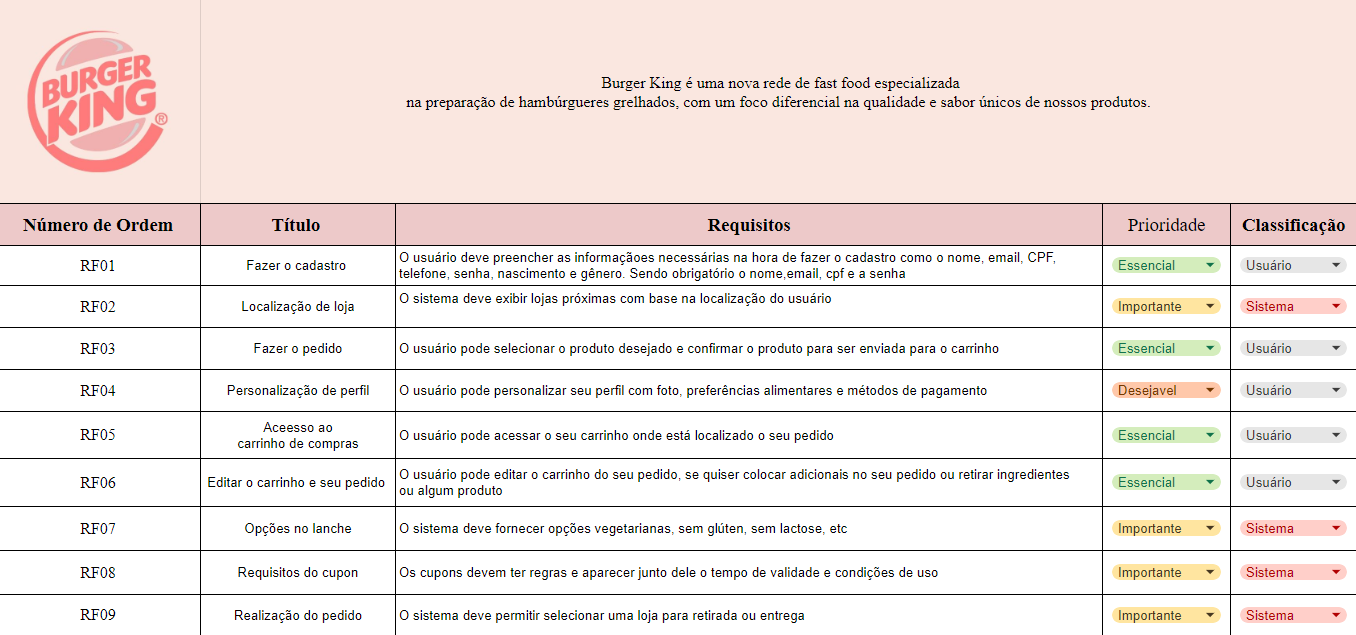 BURGER
KING®
Burger King é uma nova rede de fast food especializada
na preparação de hambúrgueres grelhados, com um foco diferencial na qualidade e sabor únicos de nossos produtos.
Número de Ordem Título Requisitos Prioridade Classificação
RF01 Fazer o cadastro O usuário deve preencher as informaçãoes necessárias na hora de fazer o cadastro como o nome, email, CPF, Essencial Usuário
telefone, senha, nascimento e gênero. Sendo obrigatório o nome,email, cpf e a senha
RF02 Localização de loja O sistema deve exibir lojas próximas com base na localização do usuário Importante Sistema
RF03 Fazer o pedido O usuário pode selecionar o produto desejado e confirmar o produto para ser enviada para o carrinho Essencial Usuário
RF04 Personalização de perfil O usuário pode personalizar seu perfil com foto, preferências alimentares e métodos de pagamento Desejavel Usuário
RF05 Aceesso ao
carrinho de compras O usuário pode acessar o seu carrinho onde está localizado o seu pedido Essencial Usuário
RF06 Editar o carrinho e seu pedido O usuário pode editar o carrinho do seu pedido, se quiser colocar adicionais no seu pedido ou retirar ingredientes Essencial Usuário
ou algum produto
RF07 Opções no lanche O sistema deve fornecer opções vegetarianas, sem glúten, sem lactose, etc Importante Sistema
RF08 Requisitos do cupon Os cupons devem ter regras e aparecer junto dele o tempo de validade e condições de uso Importante Sistema
RF09 Realização do pedido O sistema deve permitir selecionar uma loja para retirada ou entrega Importante Sistema